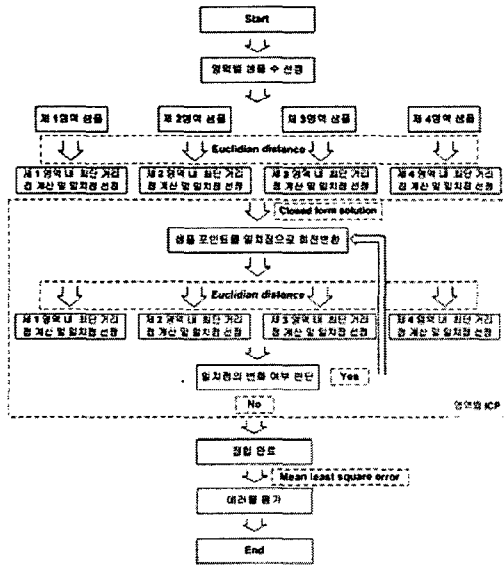 Start
영역별 샘플 수 선정
제 1영역 샘플
제 2영역 샘플
제 3영역 샘플
제 4영역 샘플
Euclidian distance
제 1 영역 내 최단 거리
점 계산 및 일치점 선정
제 2 영역 내 최단 거리
점 계산 및 일치점 선정
제 3 영역 내 최단 거리
점 계산 및 일치점 선정
제 4 영역 내 최단 거리
점 계산 및 일치점 선정
Closed form solution
샘플 포인트를 일치점으로 회전변환
Euclidian distance
제 1 영역 내 최단 거리
점 계산 및 일치점 선정
제 2 영역 내 최단 거리
점 계산 및 일치점 선정
제 3 영역 내 최단 거리
점 계산 및 일치점 선정
제 4 영역 내 최단 거리
점 계산 및 일치점 선정
일치점의 변화 여부 판단
Yes
No
영역별 ICP
정합 완료
Mean least square error
에러율 평가
End